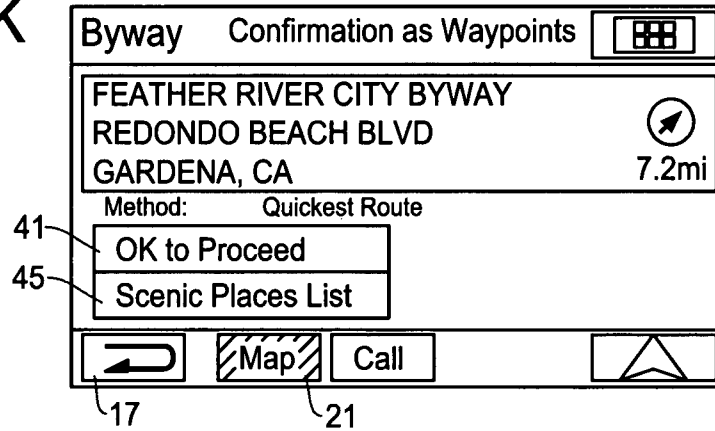 K
Byway Confirmation as Waypoints
FEATHER RIVER CITY BYWAY
REDONDO BEACH BLVD
GARDENA, CA 7.2mi
Method: Quickest Route
41 OK to Proceed
45 Scenic Places List
Map Call
17 21